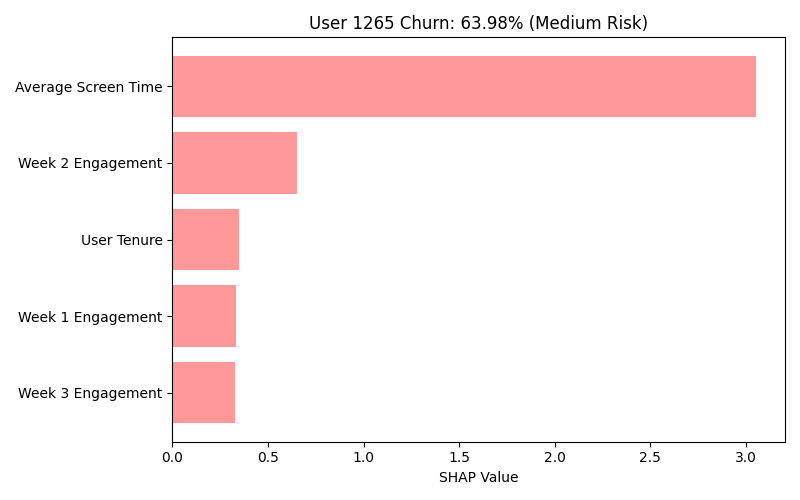 User 1265 Churn: 63.98% (Medium Risk)
Average Screen Time
Week 2 Engagement
User Tenure
Week 1 Engagement
Week 3 Engagement
0.0 0.5 1.0 1.5 2.0 2.5 3.0
SHAP Value